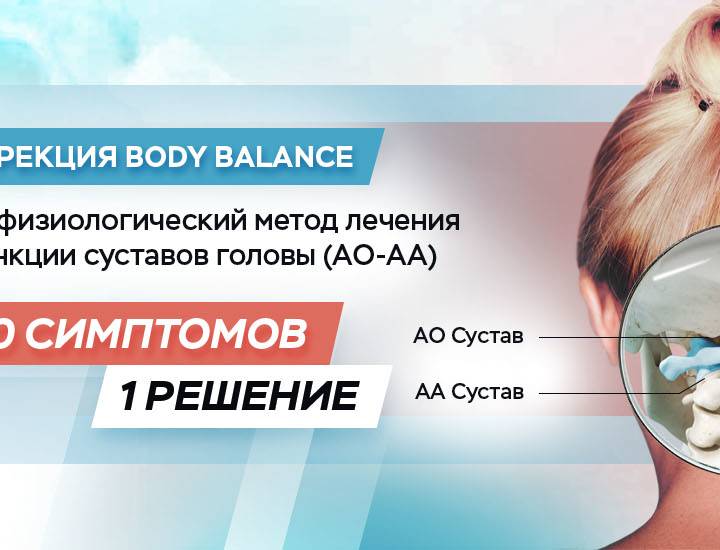 РЕКЦИЯ BODY BALANCE
физиологический метод лечения
нкции суставов головы (АО-АА)
0 СИМПТОМОВ
1 РЕШЕНИЕ
АО Сустав
АА Сустав